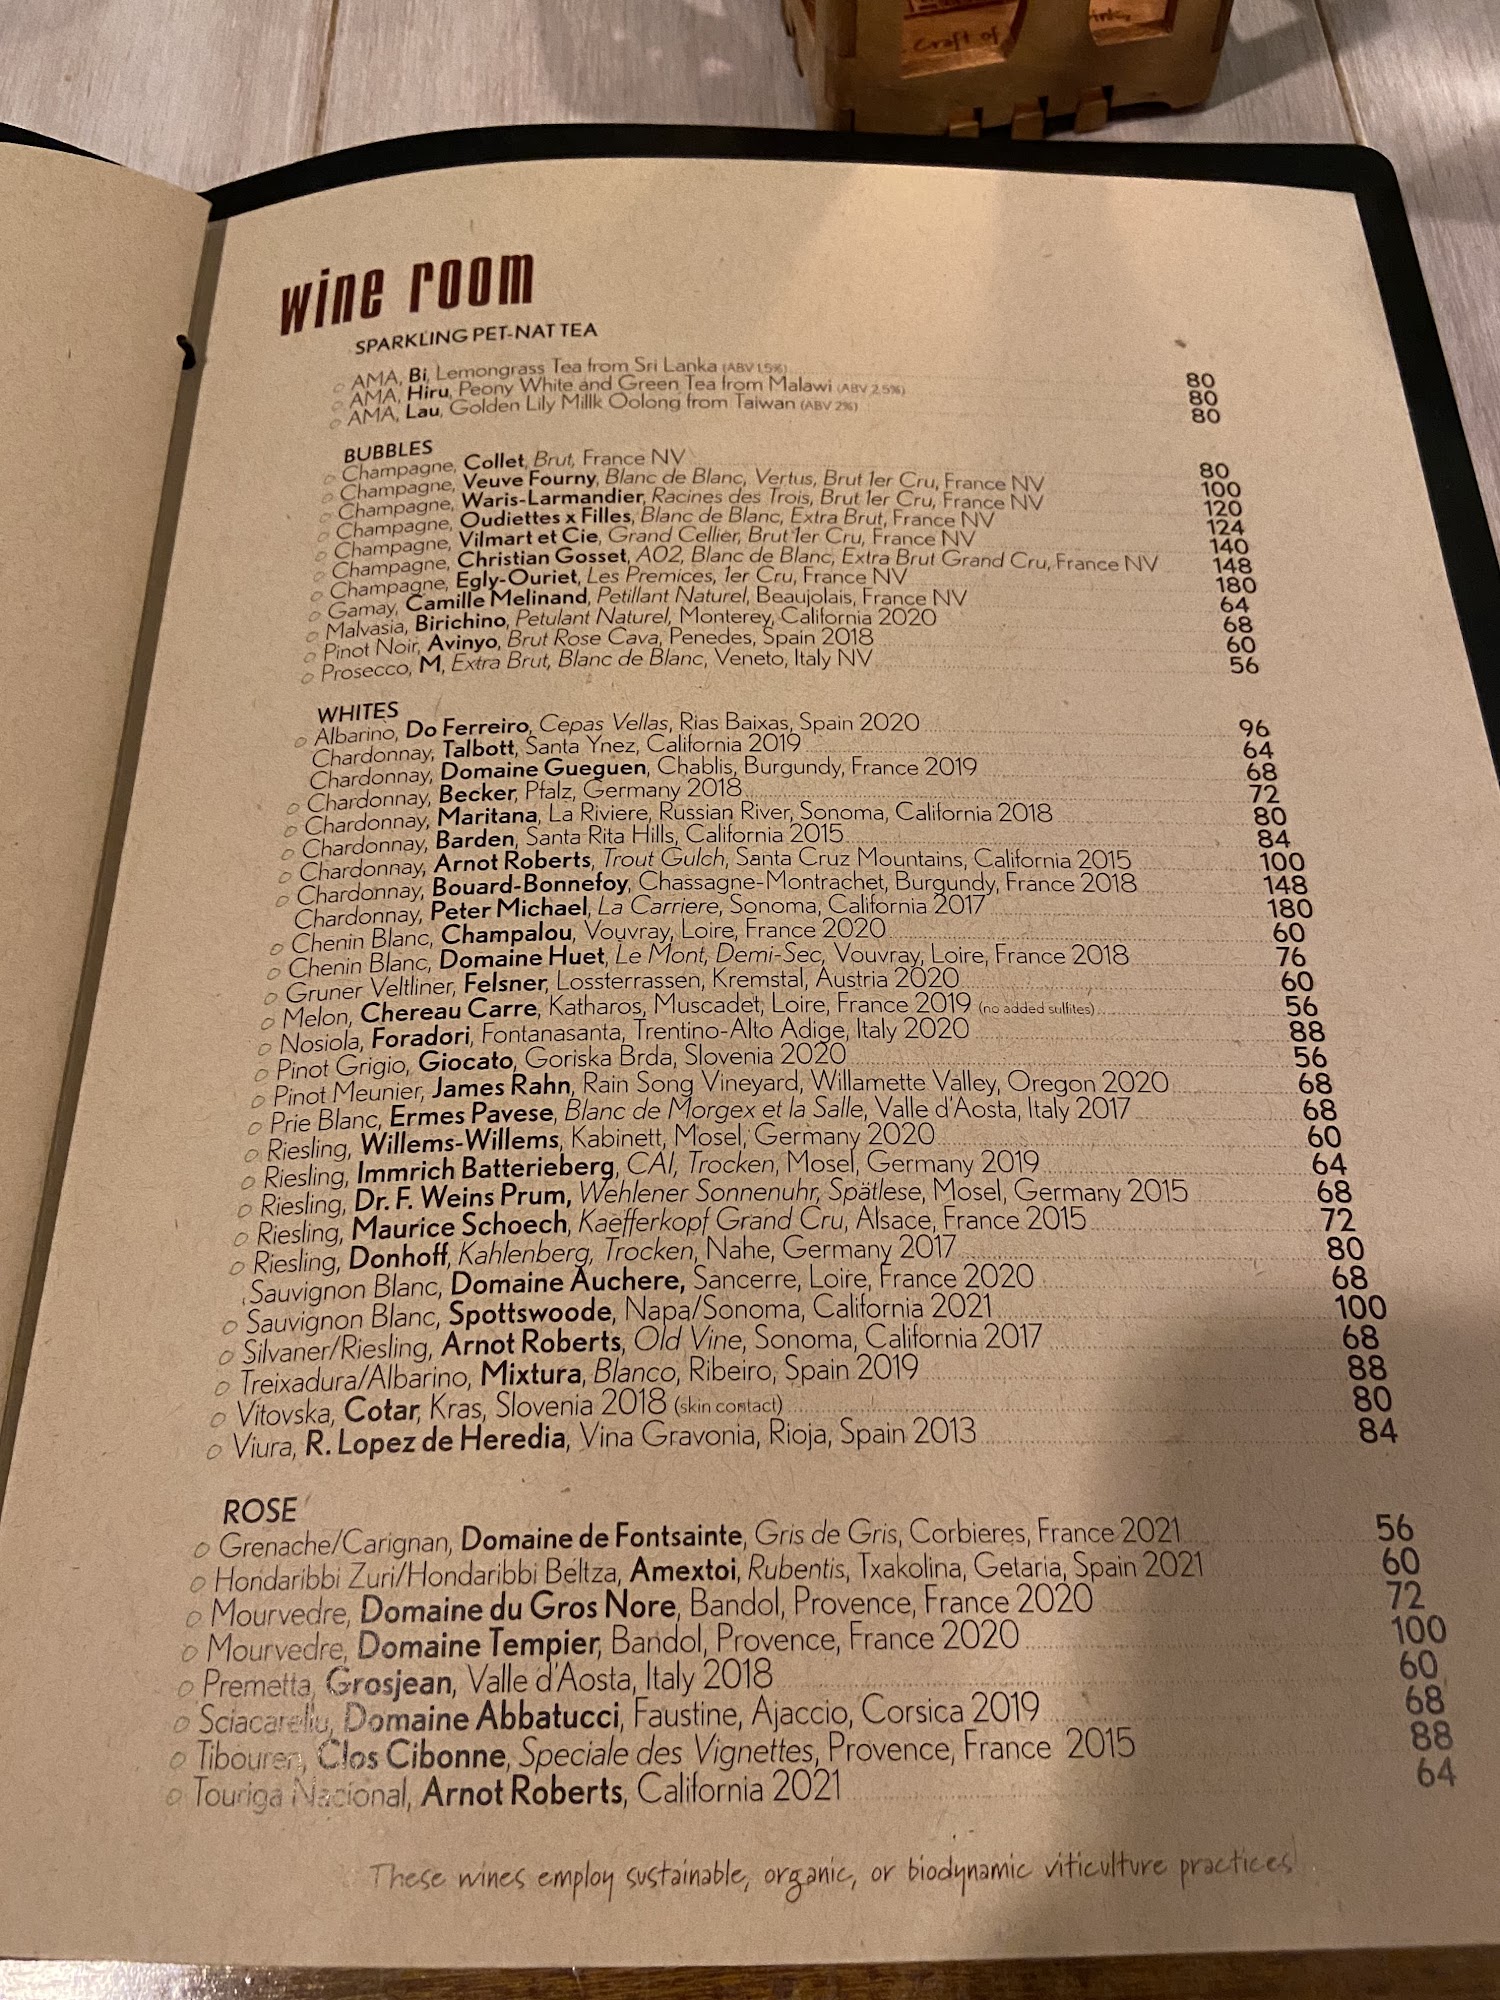 Craft of
ink,
wine room
SPARKLING PET-NAT TEA
AMA, Bi, Lemongrass Tea from Sri Lanka (ABV 1.5%) 80
AMA, Hiru, Peony White and Green Tea from Malawi (ABV 2.5%) 80
AMA, Lau, Golden Lily Millk Oolong from Taiwan (ABV 2%) 80
BUBBLES
Champagne, Collet, Brut, France NV 80
Champagne, Veuve Fourny, Blanc de Blanc, Vertus, Brut 1er Cru, France NV 100
Champagne, Waris-Larmandier, Racines des Trois, Brut 1er Cru, France NV 120
Champagne, Oudiettes x Filles, Blanc de Blanc, Extra Brut, France NV 124
Champagne, Vilmart et Cie, Grand Cellier, Brut 1er Cru, France NV 140
Champagne, Christian Gosset, A02, Blanc de Blanc, Extra Brut Grand Cru, France NV 148
Champagne, Egly-Ouriet, Les Premices, 1er Cru, France NV 180
Gamay, Camille Melinand, Petillant Naturel, Beaujolais, France NV 64
Malvasia, Birichino, Petulant Naturel, Monterey, California 2020 68
Pinot Noir, Avinyo, Brut Rose Cava, Penedes, Spain 2018 60
Prosecco, M, Extra Brut, Blanc de Blanc, Veneto, Italy NV 56
WHITES
Albarino, Do Ferreiro, Cepas Vellas, Rias Baixas, Spain 2020 96
Chardonnay, Talbott, Santa Ynez, California 2019 64
Chardonnay, Domaine Gueguen, Chablis, Burgundy, France 2019 68
Chardonnay, Becker, Pfalz, Germany 2018 72
Chardonnay, Maritana, La Riviere, Russian River, Sonoma, California 2018 80
Chardonnay, Barden, Santa Rita Hills, California 2015 84
Chardonnay, Arnot Roberts, Trout Gulch, Santa Cruz Mountains, California 2015 100
Chardonnay, Bouard-Bonnefoy, Chassagne-Montrachet, Burgundy, France 2018 148
Chardonnay, Peter Michael, La Carriere, Sonoma, California 2017 180
Chenin Blanc, Champalou, Vouvray, Loire, France 2020 60
Chenin Blanc, Domaine Huet, Le Mont, Demi-Sec, Vouvray, Loire, France 2018 76
Gruner Veltliner, Felsner, Lossterrassen, Kremstal, Austria 2020 60
Melon, Chereau Carre, Katharos, Muscadet, Loire, France 2019 (no added sulfites) 56
Nosiola, Foradori, Fontanasanta, Trentino-Alto Adige, Italy 2020 88
Pinot Grigio, Giocato, Goriska Brda, Slovenia 2020 56
Pinot Meunier, James Rahn, Rain Song Vineyard, Willamette Valley, Oregon 2020 68
Prie Blanc, Ermes Pavese, Blanc de Morgex et la Salle, Valle d'Aosta, Italy 2017 68
Riesling, Willems-Willems, Kabinett, Mosel, Germany 2020 60
Riesling, Immrich Batterieberg, CAI, Trocken, Mosel, Germany 2019 64
Riesling, Dr. F. Weins Prum, Wehlener Sonnenuhr, Spätlese, Mosel, Germany 2015 68
Riesling, Maurice Schoech, Kaefferkopf Grand Cru, Alsace, France 2015 72
Riesling, Donhoff, Kahlenberg, Trocken, Nahe, Germany 2017 80
Sauvignon Blanc, Domaine Auchere, Sancerre, Loire, France 2020 68
Sauvignon Blanc, Spottswoode, Napa/Sonoma, California 2021 100
Silvaner/Riesling, Arnot Roberts, Old Vine, Sonoma, California 2017 68
Treixadura/Albarino, Mixtura, Blanco, Ribeiro, Spain 2019 88
Vitovska, Cotar, Kras, Slovenia 2018 (skin contact) 80
Viura, R. Lopez de Heredia, Vina Gravonia, Rioja, Spain 2013 84
ROSE
Grenache/Carignan, Domaine de Fontsainte, Gris de Gris, Corbieres, France 2021 56
Hondaribbi Zuri/Hondaribbi Beltza, Amextoi, Rubentis, Txakolina, Getaria, Spain 2021 60
Mourvedre, Domaine du Gros Nore, Bandol, Provence, France 2020 72
Mourvedre, Domaine Tempier, Bandol, Provence, France 2020 100
Premetta, Grosjean, Valle d'Aosta, Italy 2018 60
Sciacarellu, Domaine Abbatucci, Faustine, Ajaccio, Corsica 2019 68
Tibouren, Clos Cibonne, Speciale des Vignettes, Provence, France 2015 88
Touriga Nacional, Arnot Roberts, California 2021 64
These wines employ sustainable, organic, or biodynamic viticulture practices!